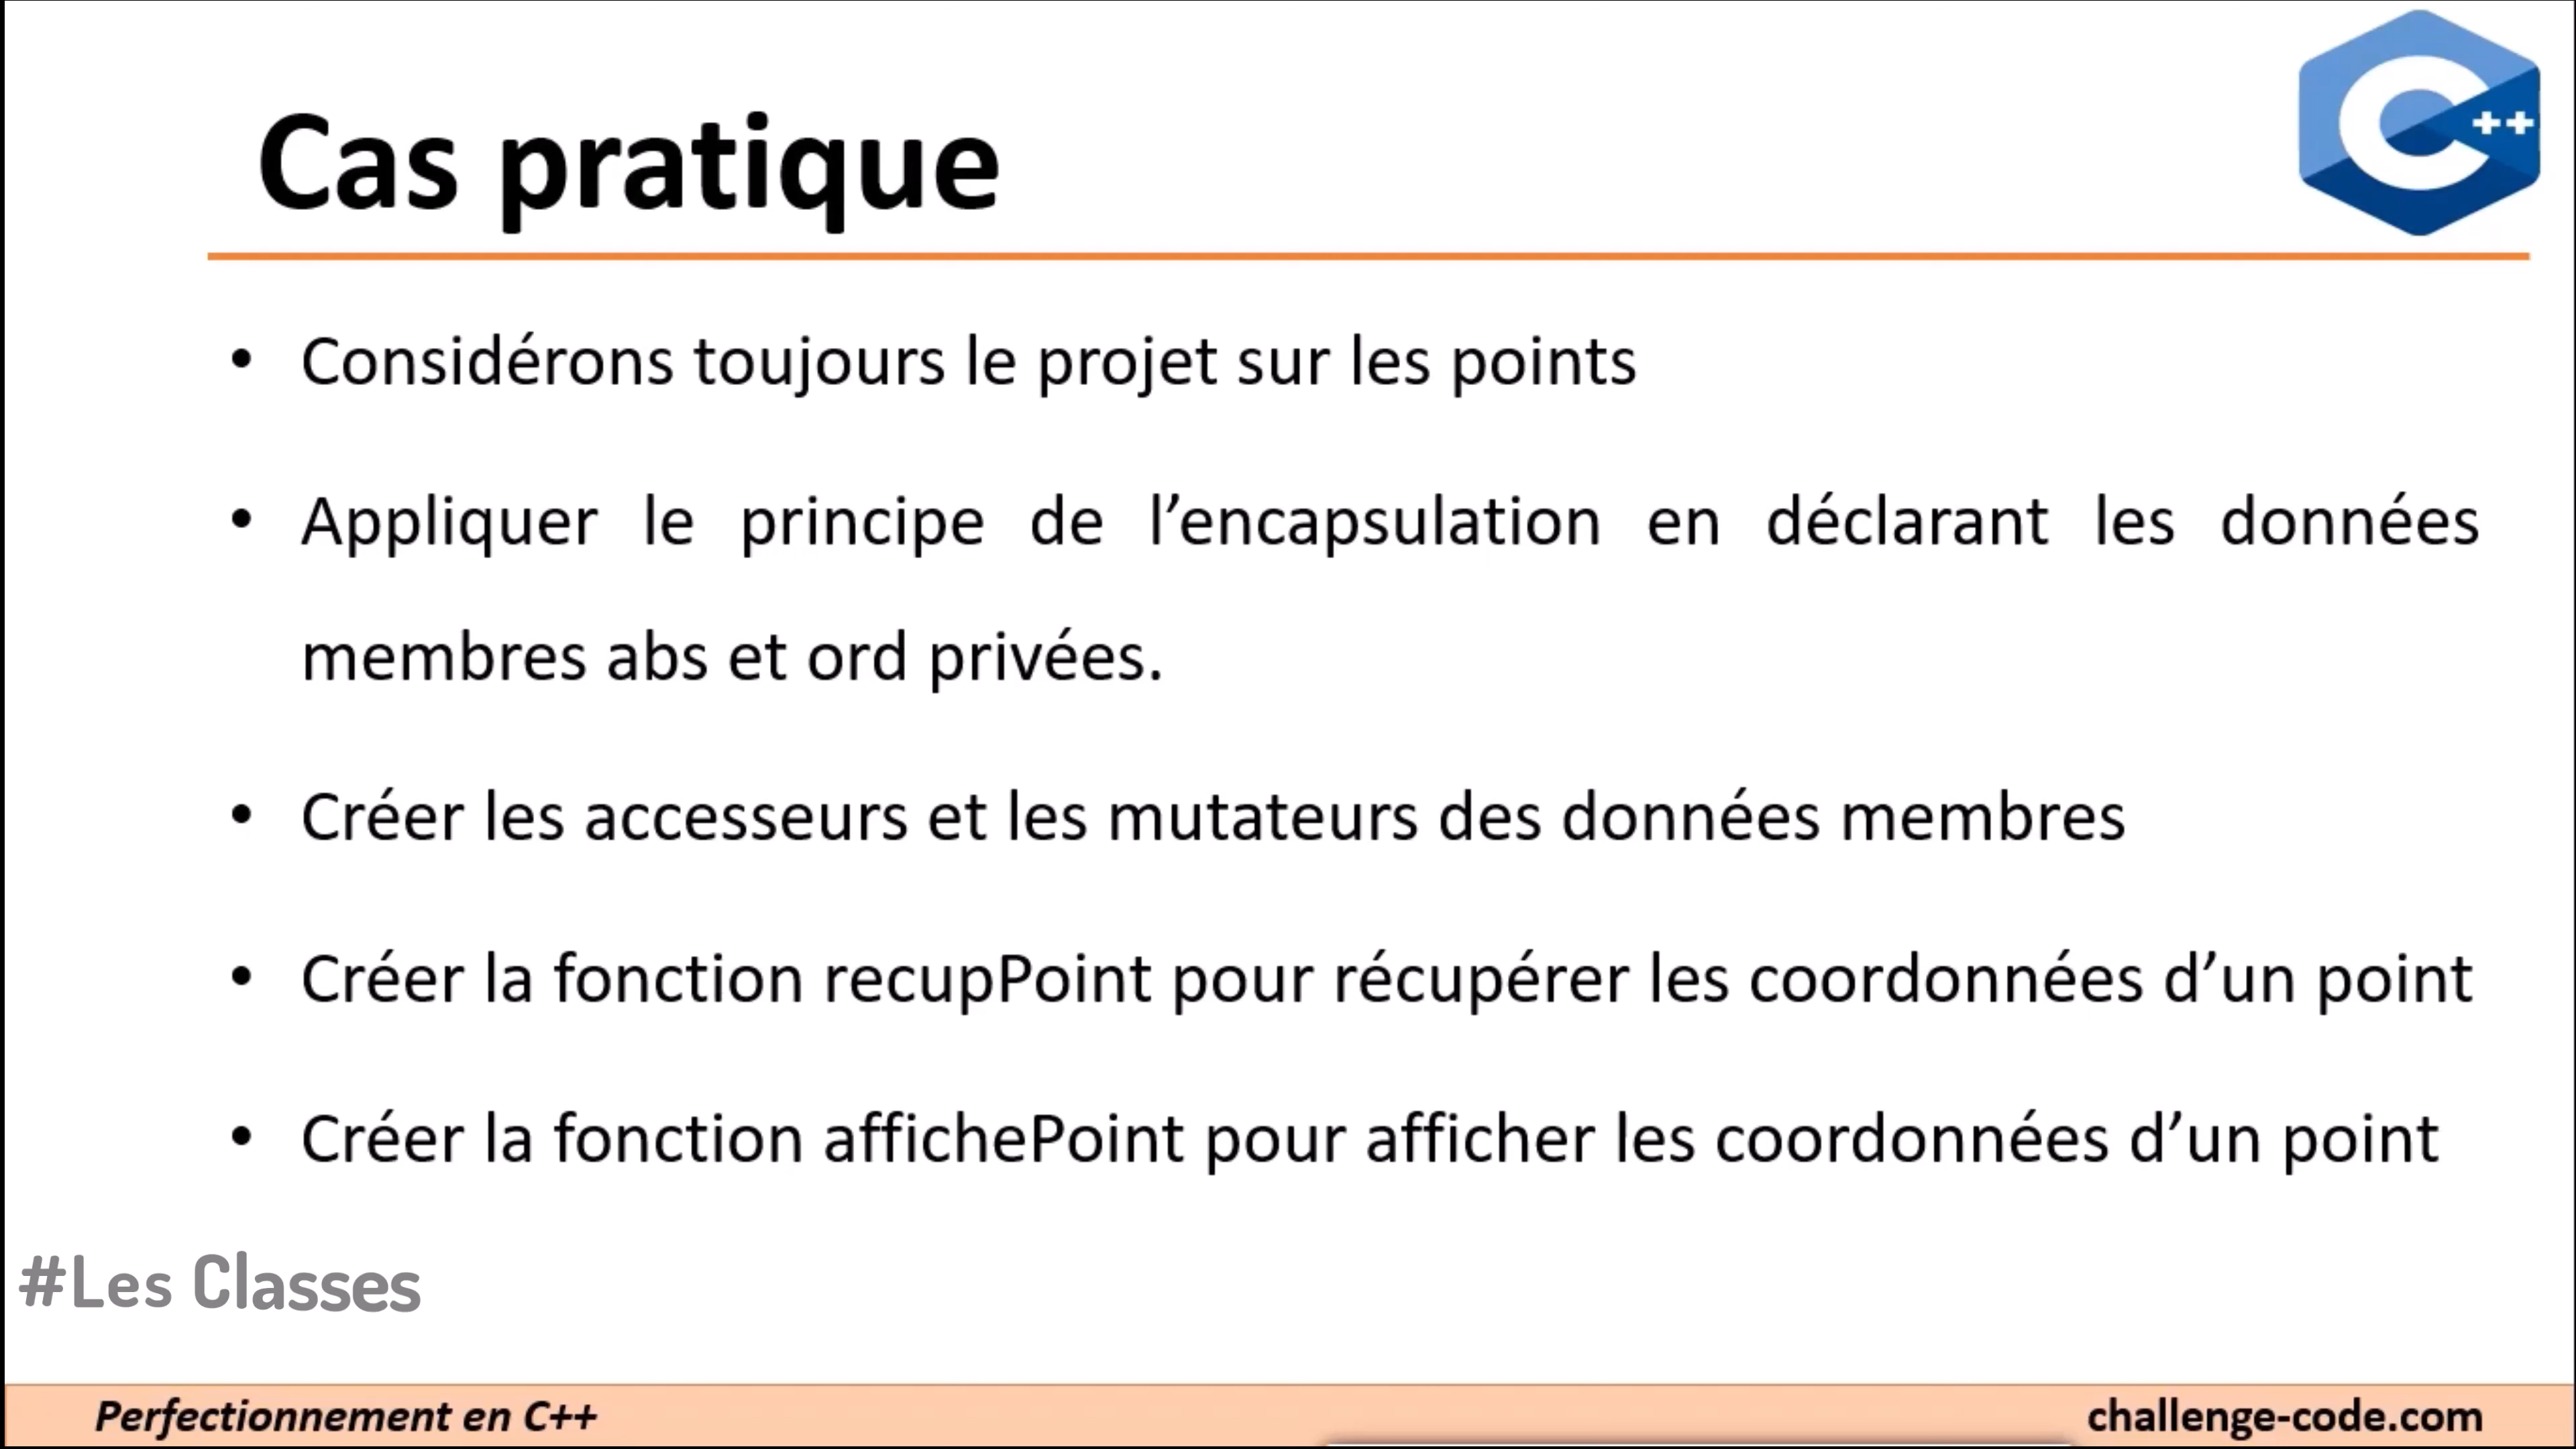 Cas pratique
C++
• Considérons toujours le projet sur les points
• Appliquer le principe de l’encapsulation en déclarant les données
membres abs et ord privées.
• Créer les accesseurs et les mutateurs des données membres
• Créer la fonction recupPoint pour récupérer les coordonnées d’un point
• Créer la fonction affichePoint pour afficher les coordonnées d’un point
#Les Classes
Perfectionnement en C++
challenge-code.com